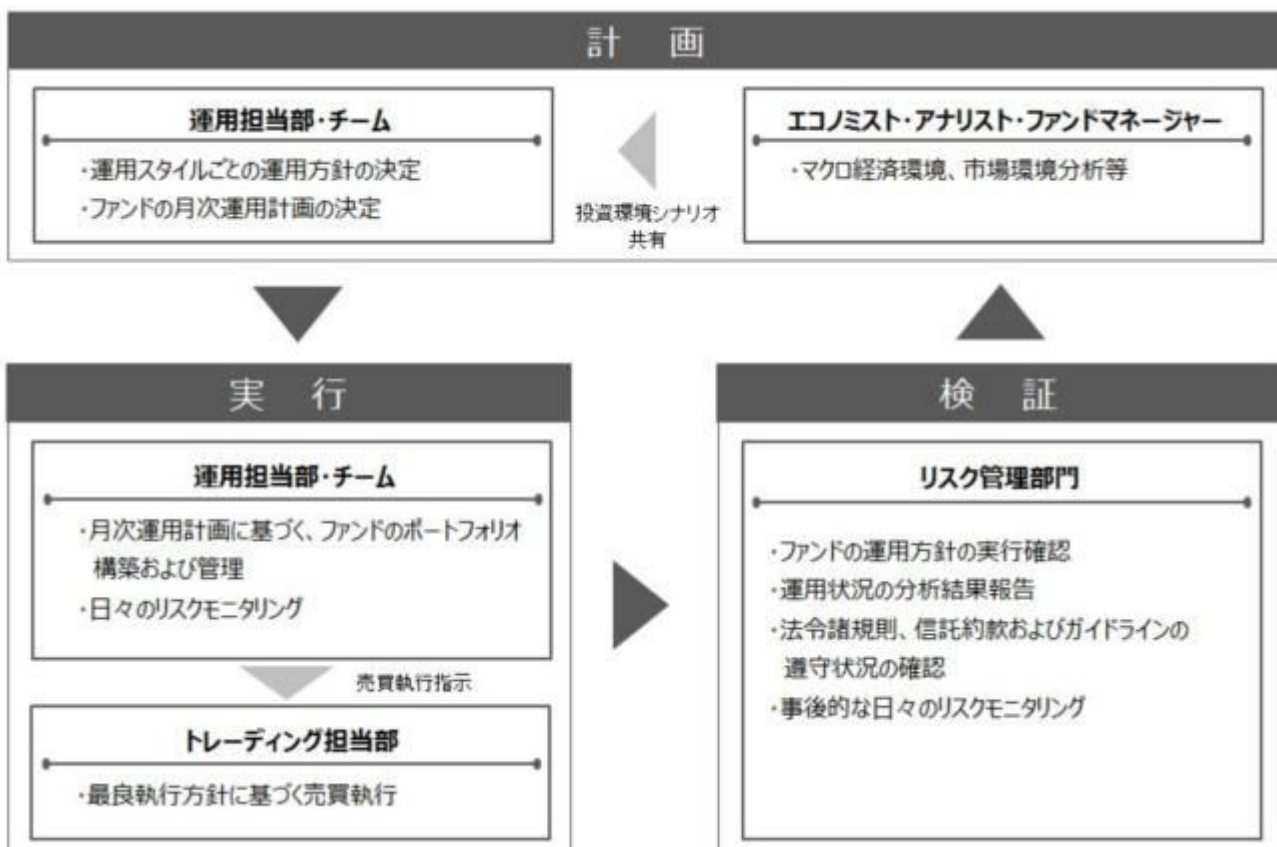 計 画
運用担当部・チーム
・運用スタイルごとの運用方針の決定
・ファンドの月次運用計画の決定
投資環境シナリオ
共有
エコノミスト・アナリスト・ファンドマネージャー
・マクロ経済環境、市場環境分析等
実 行
運用担当部・チーム
・月次運用計画に基づく、ファンドのポートフォリオ
構築および管理
・日々のリスクモニタリング
売買執行指示
トレーディング担当部
・最良執行方針に基づく売買執行
検 証
リスク管理部門
・ファンドの運用方針の実行確認
・運用状況の分析結果報告
・法令諸規則、信託約款およびガイドラインの
遵守状況の確認
・事後的な日々のリスクモニタリング